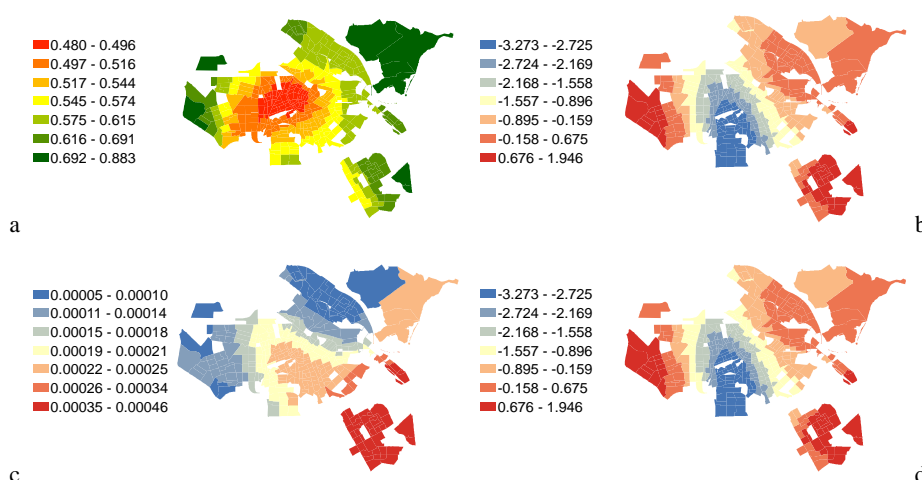 0.480 - 0.496
0.497 - 0.516
0.517 - 0.544
0.545 - 0.574
0.575 - 0.615
0.616 - 0.691
0.692 - 0.883
a
-3.273 - -2.725
-2.724 - -2.169
-2.168 - -1.558
-1.557 - -0.896
-0.895 - -0.159
-0.158 - 0.675
0.676 - 1.946
b
0.00005 - 0.00010
0.00011 - 0.00014
0.00015 - 0.00018
0.00019 - 0.00021
0.00022 - 0.00025
0.00026 - 0.00034
0.00035 - 0.00046
c
-3.273 - -2.725
-2.724 - -2.169
-2.168 - -1.558
-1.557 - -0.896
-0.895 - -0.159
-0.158 - 0.675
0.676 - 1.946
d